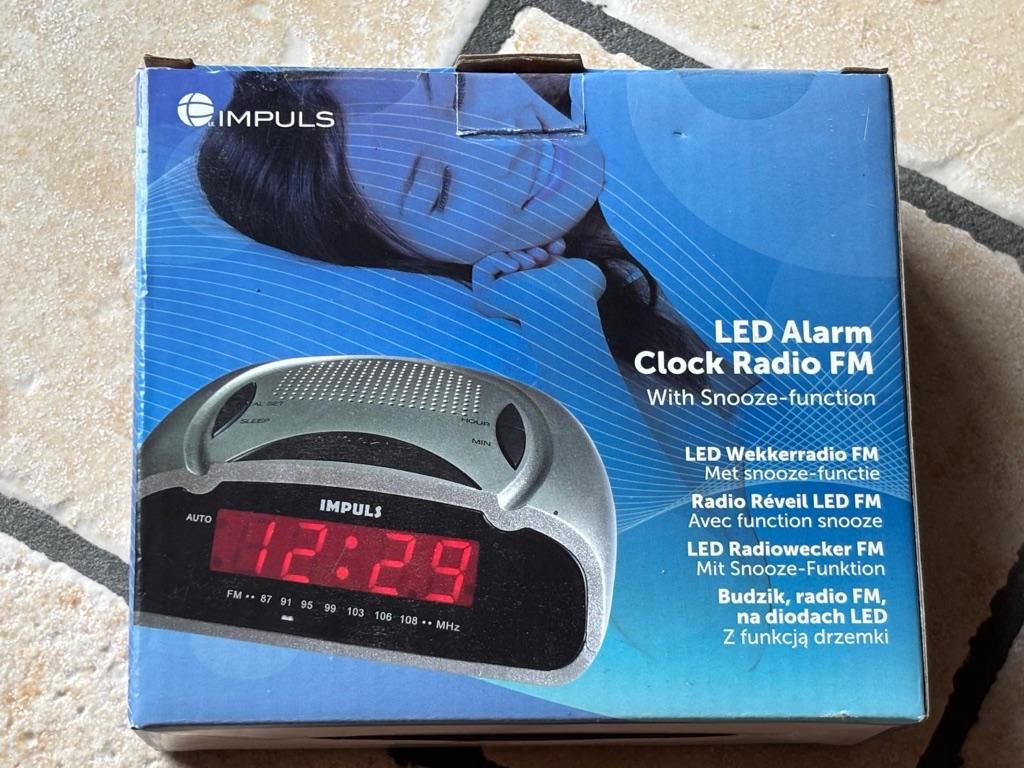 IMPULS
LED Alarm
Clock Radio FM
With Snooze-function
LED Wekkerradio FM
Met snooze-functie
Radio Réveil LED FM
Avec function snooze
LED Radiowecker FM
Mit Snooze-Funktion
Budzik, radio FM,
na diodach LED
Z funkcją drzemki
AL SET
SLEEP
HOUR
MIN
IMPULS
AUTO
12:29
FM •• 87 91 95 99 103 106 108 •• MHz